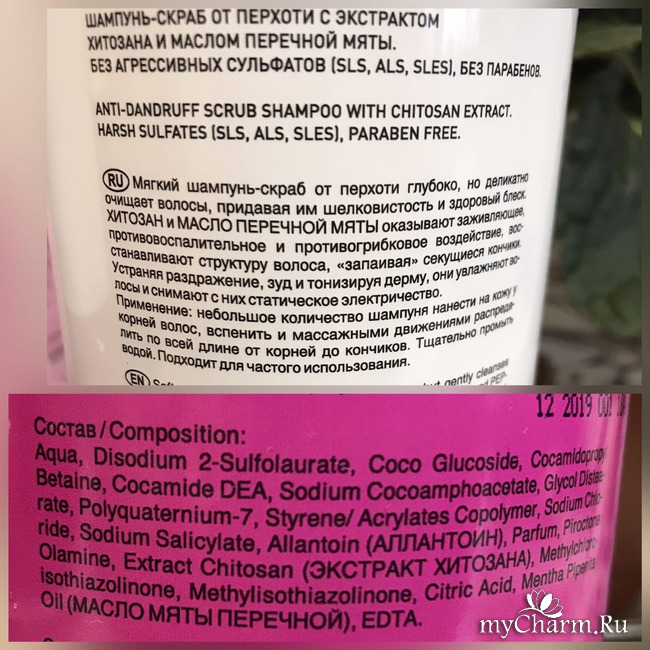 ШАМПУНЬ-СКРАБ ОТ ПЕРХОТИ С ЭКСТРАКТОМ
ХИТОЗАНА И МАСЛОМ ПЕРЕЧНОЙ МЯТЫ.
БЕЗ АГРЕССИВНЫХ СУЛЬФАТОВ (SLS, ALS, SLES), БЕЗ ПАРАБЕНОВ.
ANTI-DANDRUFF SCRUB SHAMPOO WITH CHITOSAN EXTRACT.
HARSH SULFATES (SLS, ALS, SLES), PARABEN FREE.
RU Мягкий шампунь-скраб от перхоти глубоко, но деликатно
очищает волосы, придавая им шелковистость и здоровый блеск.
ХИТОЗАН и МАСЛО ПЕРЕЧНОЙ МЯТЫ оказывают заживляющее,
противовоспалительное и противогрибковое воздействие, вос-
станавливают структуру волоса, «запаивая» секущиеся кончики.
Устраняя раздражение, зуд и тонизируя дерму, они увлажняют во-
лосы и снимают с них статическое электричество.
Применение: небольшое количество шампуня нанести на кожу у
корней волос, вспенить и массажными движениями распреде-
лить по всей длине от корней до кончиков. Тщательно промыть
водой. Подходит для частого использования.
EN gently cleanses
12 2019
Состав/Composition:
Aqua, Disodium 2-Sulfolaurate, Coco Glucoside, Cocamidopropyl
Betaine, Cocamide DEA, Sodium Cocoamphoacetate, Glycol Distea-
rate, Polyquaternium-7, Styrene/ Acrylates Copolymer, Sodium Chlo-
ride, Sodium Salicylate, Allantoin (АЛЛАНТОИН), Parfum, Piroctone
Olamine, Extract Chitosan (ЭКСТРАКТ ХИТОЗАНА), Methylchloro-
isothiazolinone, Methylisothiazolinone, Citric Acid, Mentha Piperita
Oil (МАСЛО МЯТЫ ПЕРЕЧНОЙ), EDTA.
myCharm.Ru